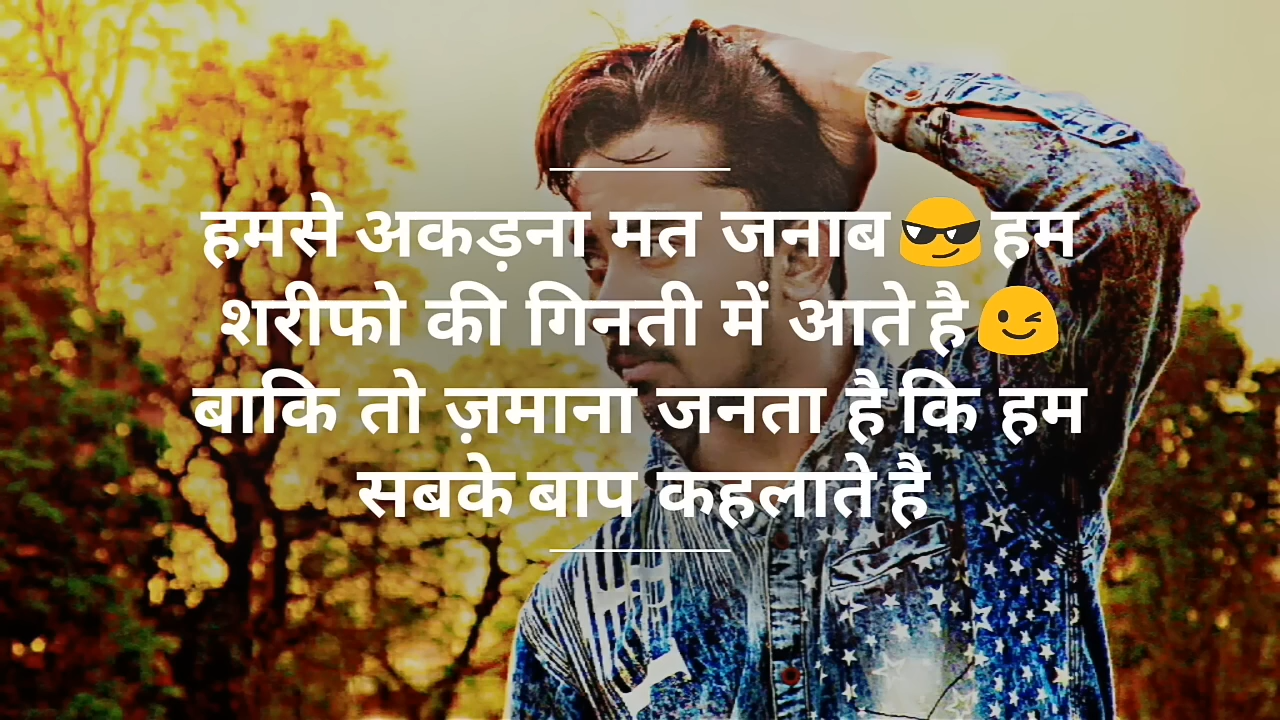 हमसे अकड़ना मत जनाब😎हम
शरीफो की गिनती में आते है😉
बाकि तो ज़माना जनता है कि हम
सबके बाप कहलाते है